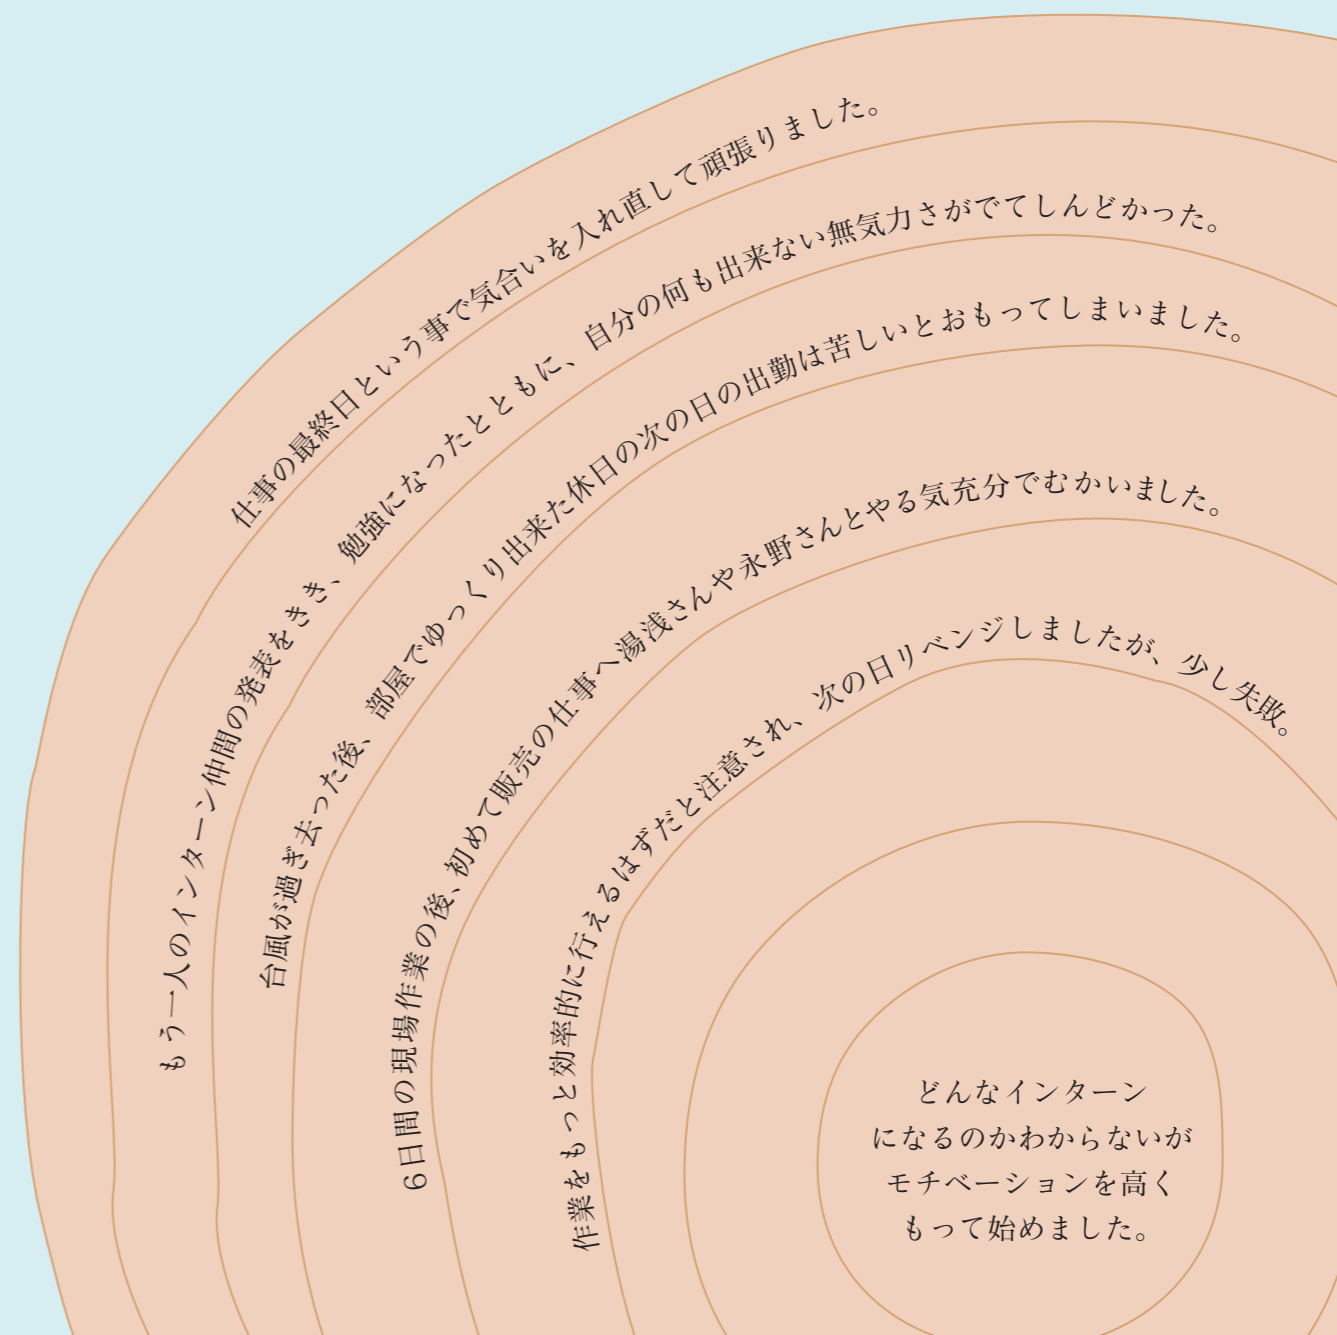 仕事の最終日という事で気合いを入れ直して頑張りました。
もう一人のインターン仲間の発表をきき、勉強になったとともに、自分の何も出来ない無気力さがでてしんどかった。
台風が過ぎ去った後、部屋でゆっくり出来た休日の次の日の出勤は苦しいとおもってしまいました。
6日間の現場作業の後、初めて販売の仕事へ湯浅さんや永野さんとやる気充分でむかいました。
作業をもっと効率的に行えるはずだと注意され、次の日リベンジしましたが、少し失敗。
どんなインターン
になるのかわからないが
モチベーションを高く
もって始めました。